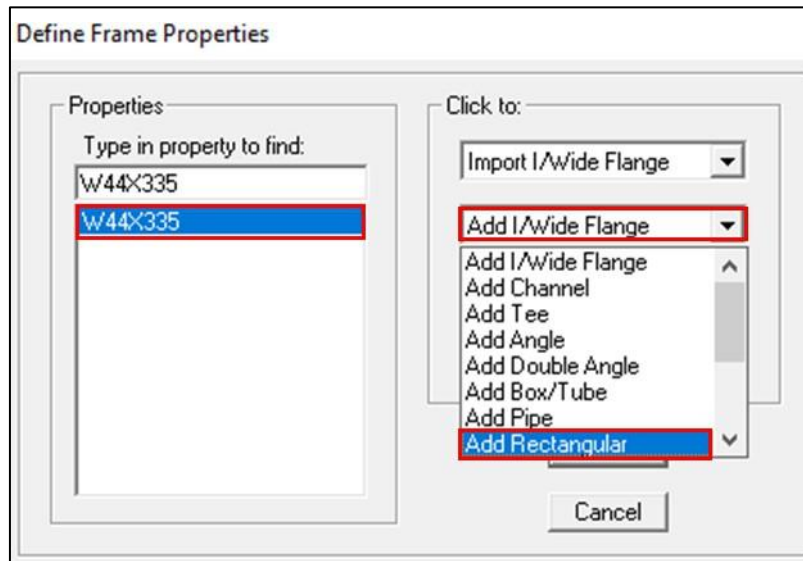 Define Frame Properties
Properties
Type in property to find:
W44X335
W44X335
Click to:
Import I/Wide Flange
Add I/Wide Flange
Add I/Wide Flange
Add Channel
Add Tee
Add Angle
Add Double Angle
Add Box/Tube
Add Pipe
Add Rectangular
Cancel